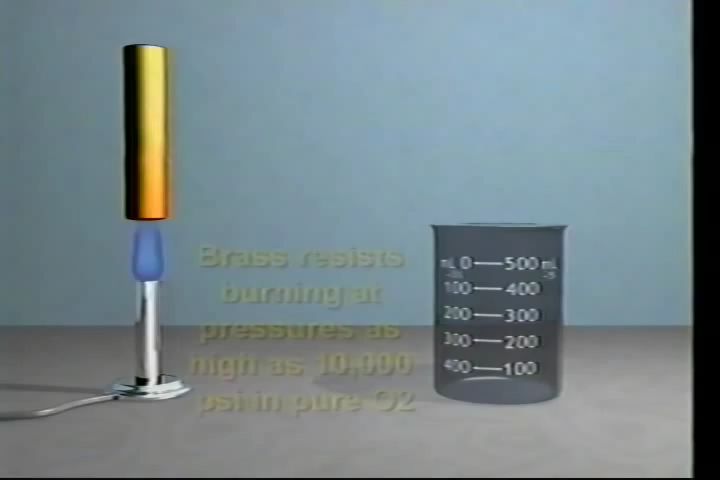 Brass resists
burning at
pressures as
high as 10,000
psi in pure O2
mL 0 500 mL
100 400
200 300
300 200
400 100